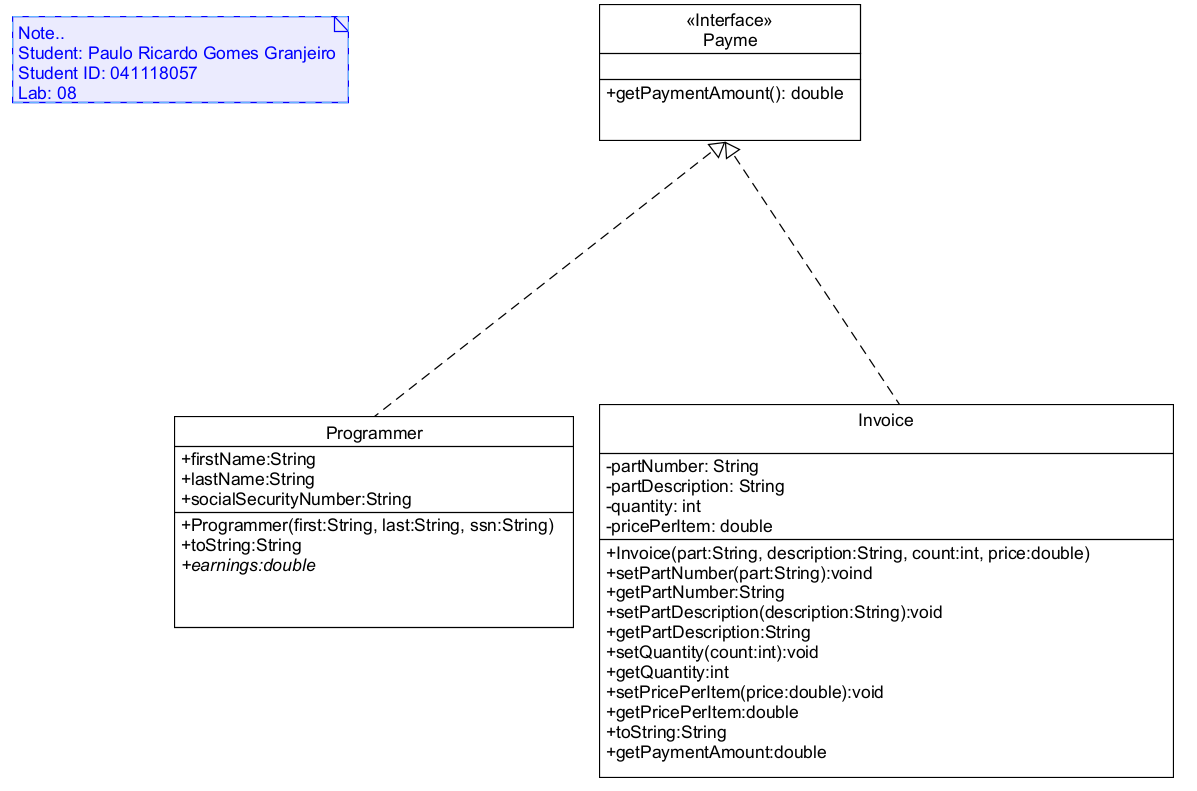 Note..
Student: Paulo Ricardo Gomes Granjeiro
Student ID: 041118057
Lab: 08
«Interface»
Payme
+getPaymentAmount(): double
Programmer
+firstName:String
+lastName:String
+socialSecurityNumber:String
+Programmer(first:String, last:String, ssn:String)
+toString:String
+earnings:double
Invoice
-partNumber: String
-partDescription: String
-quantity: int
-pricePerItem: double
+Invoice(part:String, description:String, count:int, price:double)
+setPartNumber(part:String):voind
+getPartNumber:String
+setPartDescription(description:String):void
+getPartDescription:String
+setQuantity(count:int):void
+getQuantity:int
+setPricePerItem(price:double):void
+getPricePerItem:double
+toString:String
+getPaymentAmount:double